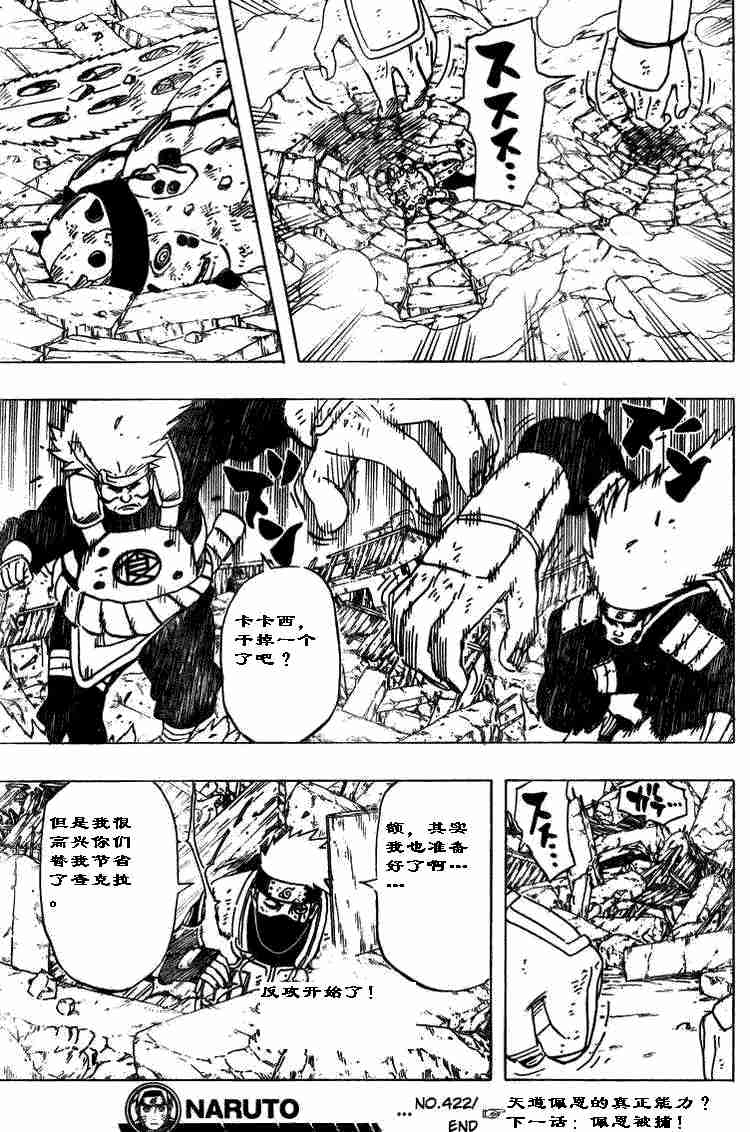 ススス…
ズン
ズン
卡卡西，
干掉一个
了吧？
ガラ…
ススス…
额，其实
我也准备
好了啊……
……
但是我很
高兴你们
替我节省
了查克拉
。
反攻开始了！
NARUTO
...
NO.422/
END
天道佩恩的真正能力？
下一话：佩恩被捕！